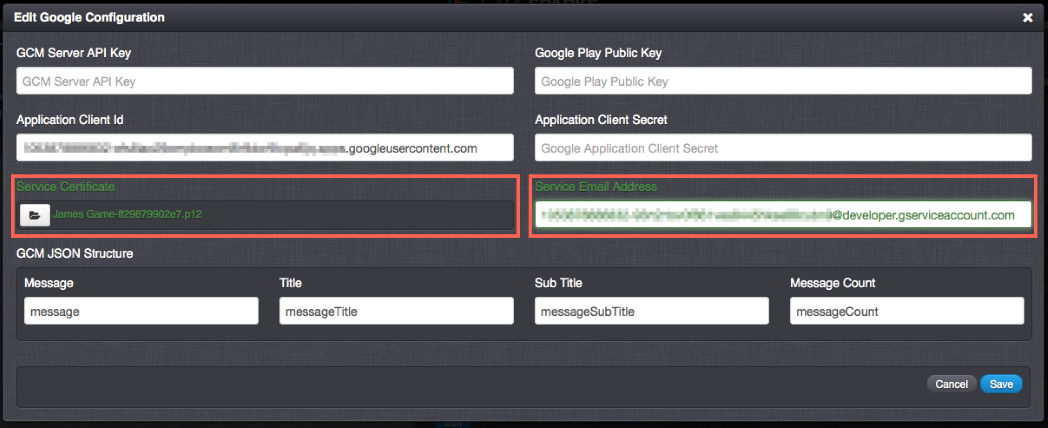 Edit Google Configuration
GCM Server API Key
Google Play Public Key
GCM Server API Key
Google Play Public Key
Application Client Id
Application Client Secret
.googleusercontent.com
Google Application Client Secret
Service Certificate
Service Email Address
James Game-ff29879902e7.p12
@developer.gserviceaccount.com
GCM JSON Structure
Message
Title
Sub Title
Message Count
message
messageTitle
messageSubTitle
messageCount
Cancel
Save